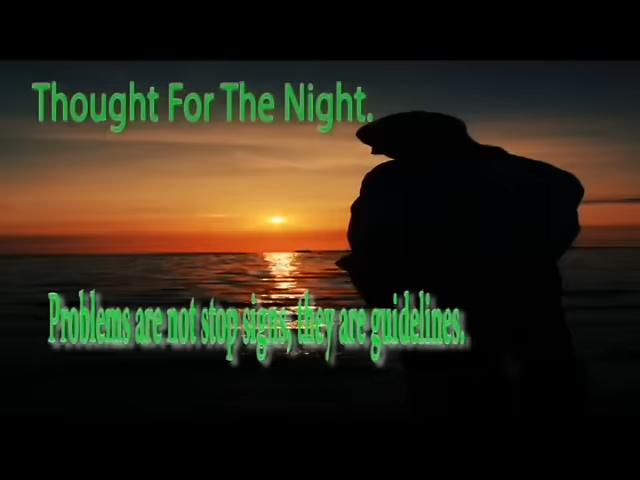 Thought For The Night.
Problems are not stop signs, they are guidelines.